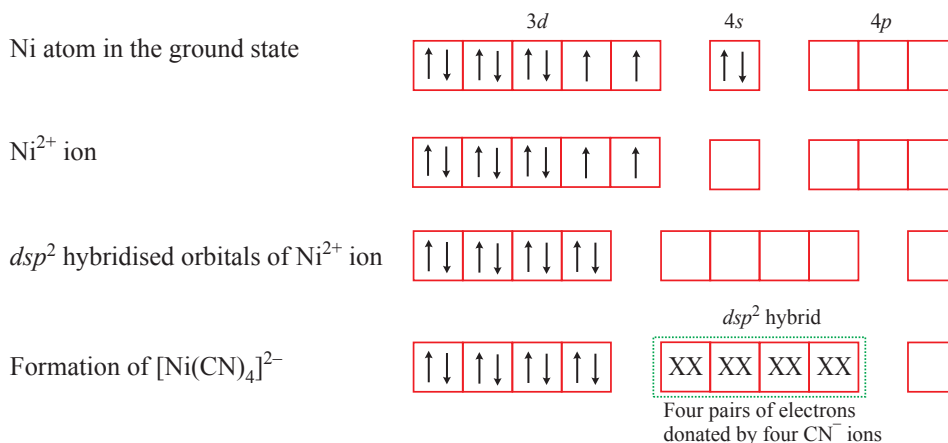 3d 4s 4p
Ni atom in the ground state
Ni²⁺ ion
dsp² hybridised orbitals of Ni²⁺ ion
dsp² hybrid
Formation of [Ni(CN)₄]²⁻
XX XX XX XX
Four pairs of electrons
donated by four CN⁻ ions